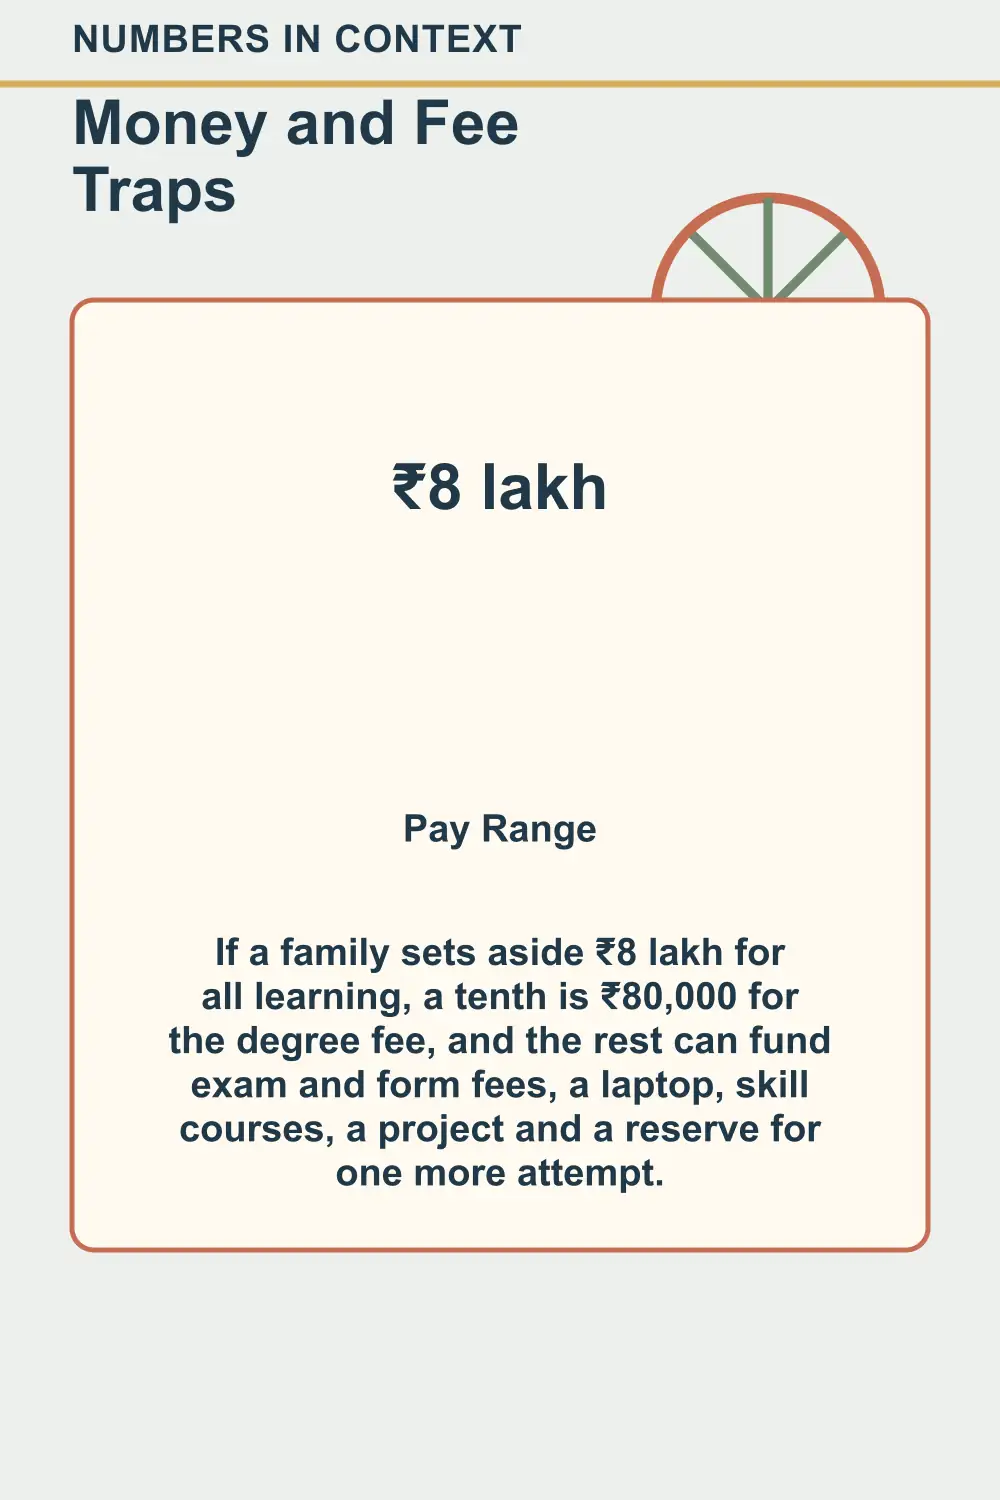 NUMBERS IN CONTEXT
Money and Fee
Traps
₹8 lakh
Pay Range
If a family sets aside ₹8 lakh for
all learning, a tenth is ₹80,000 for
the degree fee, and the rest can fund
exam and form fees, a laptop, skill
courses, a project and a reserve for
one more attempt.